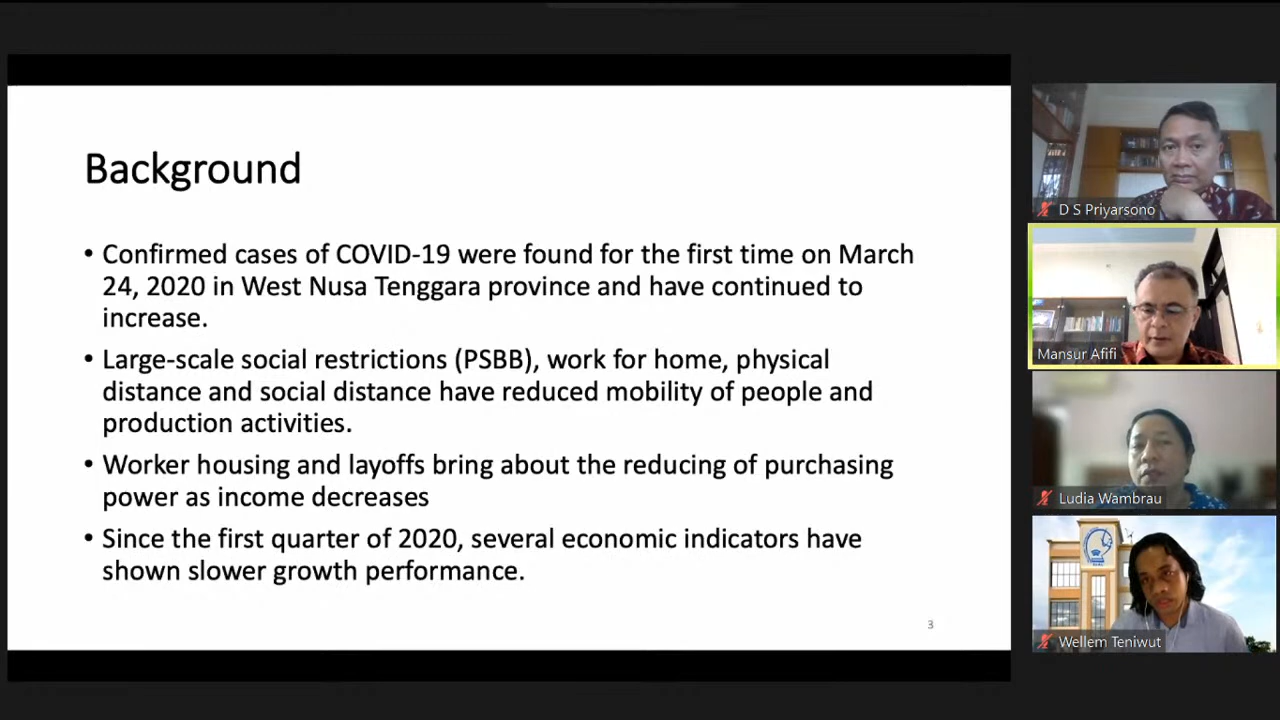 Background
• Confirmed cases of COVID-19 were found for the first time on March
24, 2020 in West Nusa Tenggara province and have continued to
increase.
• Large-scale social restrictions (PSBB), work for home, physical
distance and social distance have reduced mobility of people and
production activities.
• Worker housing and layoffs bring about the reducing of purchasing
power as income decreases
• Since the first quarter of 2020, several economic indicators have
shown slower growth performance.
3
D S Priyarsono
Mansur Afifi
Ludia Wambrau
Wellem Teniwut